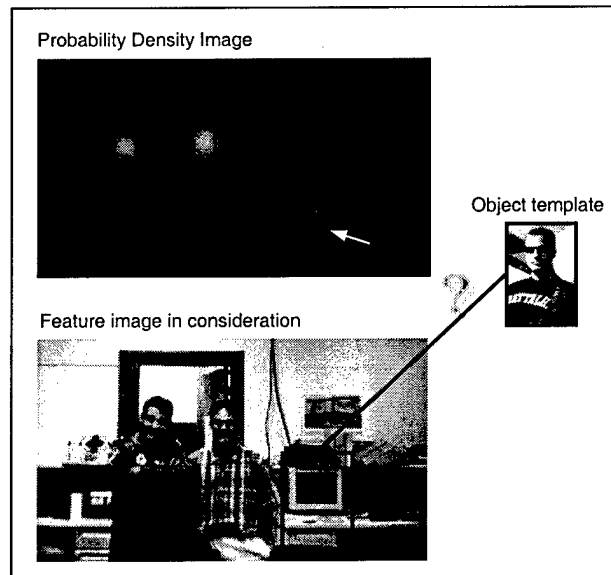 Probability Density Image
Object template
Feature image in consideration
?